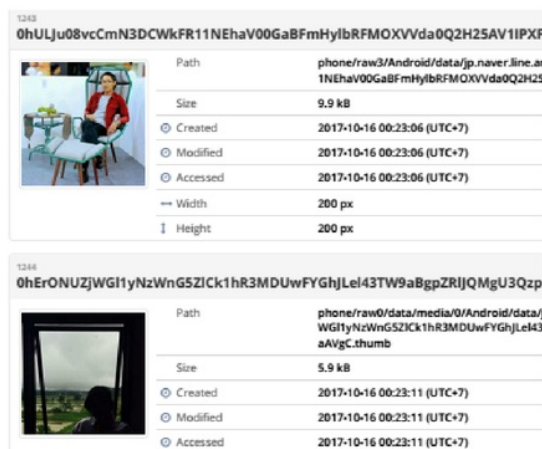 1243
0hULJu08vcCmN3DCWkFR11NEhaV00GaBFmHylbRFMOXVVda0Q2H25AV1IPXF
Path phone/raw3/Android/data/jp.naver.line.a
1NEhaV00GaBFmHylbRFMOXVVda0Q2H25
Size 9.9 kB
Created 2017-10-16 00:23:06 (UTC+7)
Modified 2017-10-16 00:23:06 (UTC+7)
Accessed 2017-10-16 00:23:06 (UTC+7)
Width 200 px
Height 200 px
1244
0hErONUZjWGl1yNzWnG5ZlCk1hR3MDUwFYGhJLel43TW9aBgpZRlJQMgU3Qzp
Path phone/raw0/data/media/0/Android/data/j
WGl1yNzWnG5ZlCk1hR3MDUwFYGhJLel43
aAVgC.thumb
Size 5.9 kB
Created 2017-10-16 00:23:11 (UTC+7)
Modified 2017-10-16 00:23:11 (UTC+7)
Accessed 2017-10-16 00:23:11 (UTC+7)